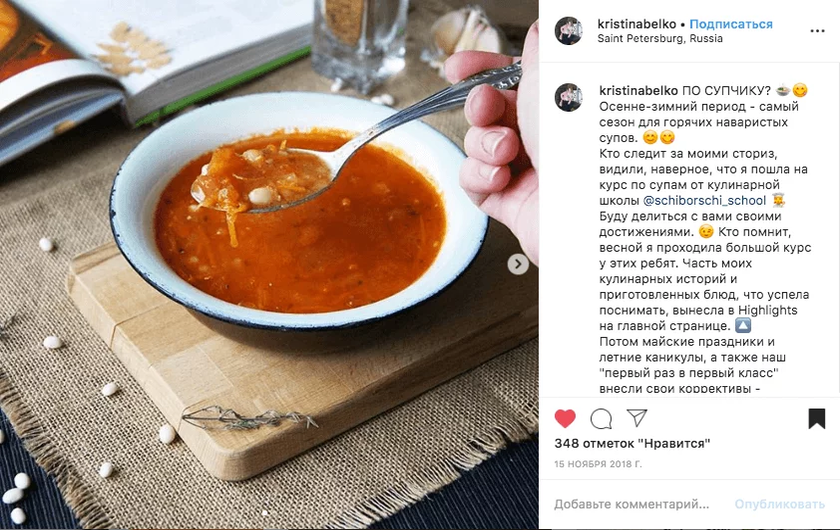 kristinabelko • Подписаться
Saint Petersburg, Russia
kristinabelko ПО СУПЧИКУ? 🍲😋
Осенне-зимний период - самый
сезон для горячих наваристых
супов. 😊😋
Кто следит за моими сториз,
видили, наверное, что я пошла на
курс по супам от кулинарной
школы @schiborschi_school 👩‍🍳
Буду делиться с вами своими
достижениями. 😉 Кто помнит,
весной я проходила большой курс
у этих ребят. Часть моих
кулинарных историй и
приготовленных блюд, что успела
поснимать, вынесла в Highlights
на главной странице. 🔼
Потом майские праздники и
летние каникулы, а также наш
"первый раз в первый класс"
внесли свои коррективы -
348 отметок "Нравится"
15 НОЯБРЯ 2018 Г.
Добавьте комментарий... Опубликовать